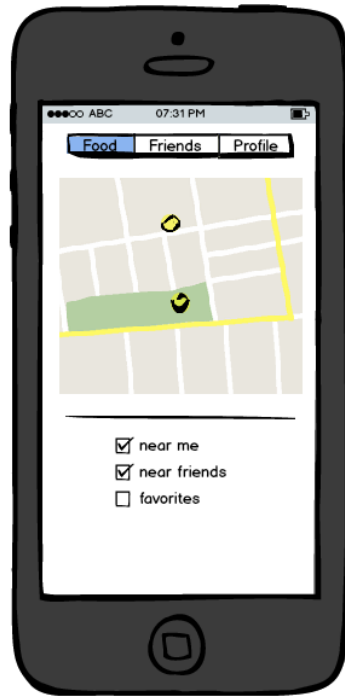 ABC 07:31 PM
Food Friends Profile
near me
near friends
favorites